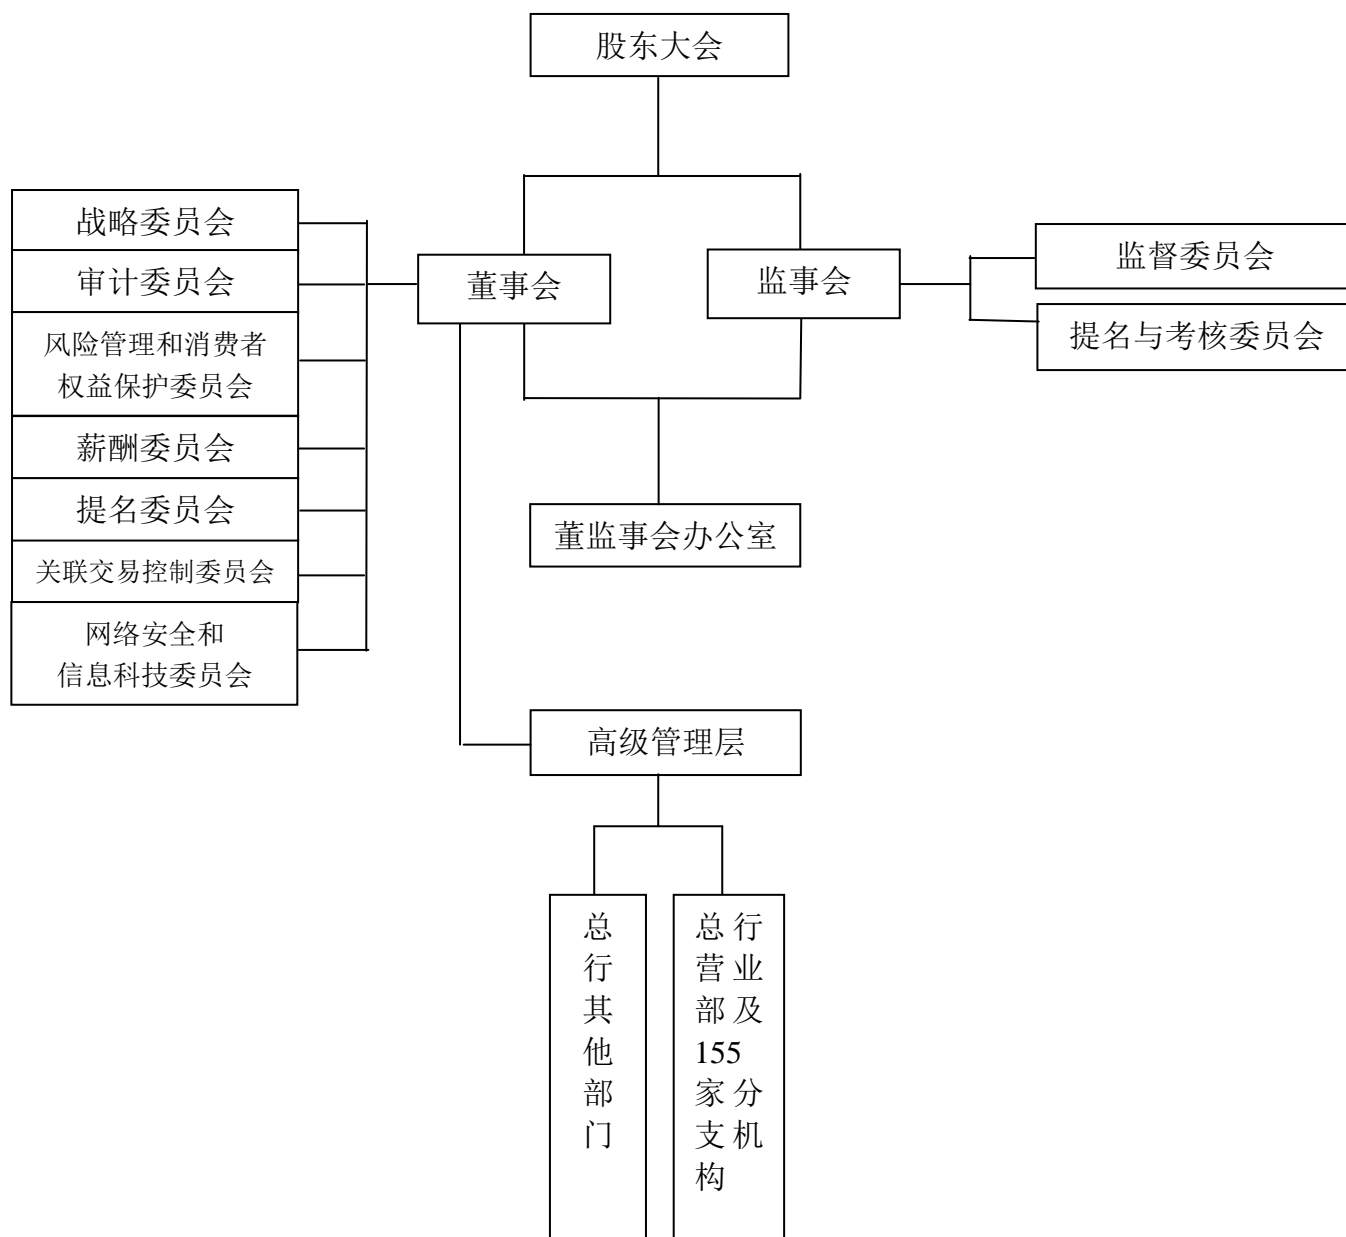 股东大会
战略委员会
审计委员会
风险管理和消费者
权益保护委员会
薪酬委员会
提名委员会
关联交易控制委员会
网络安全和
信息科技委员会
董事会
监事会
监督委员会
提名与考核委员会
董监事会办公室
高级管理层
总
行
其
他
部
门
总行
营业
部及
155
家分
支机
构